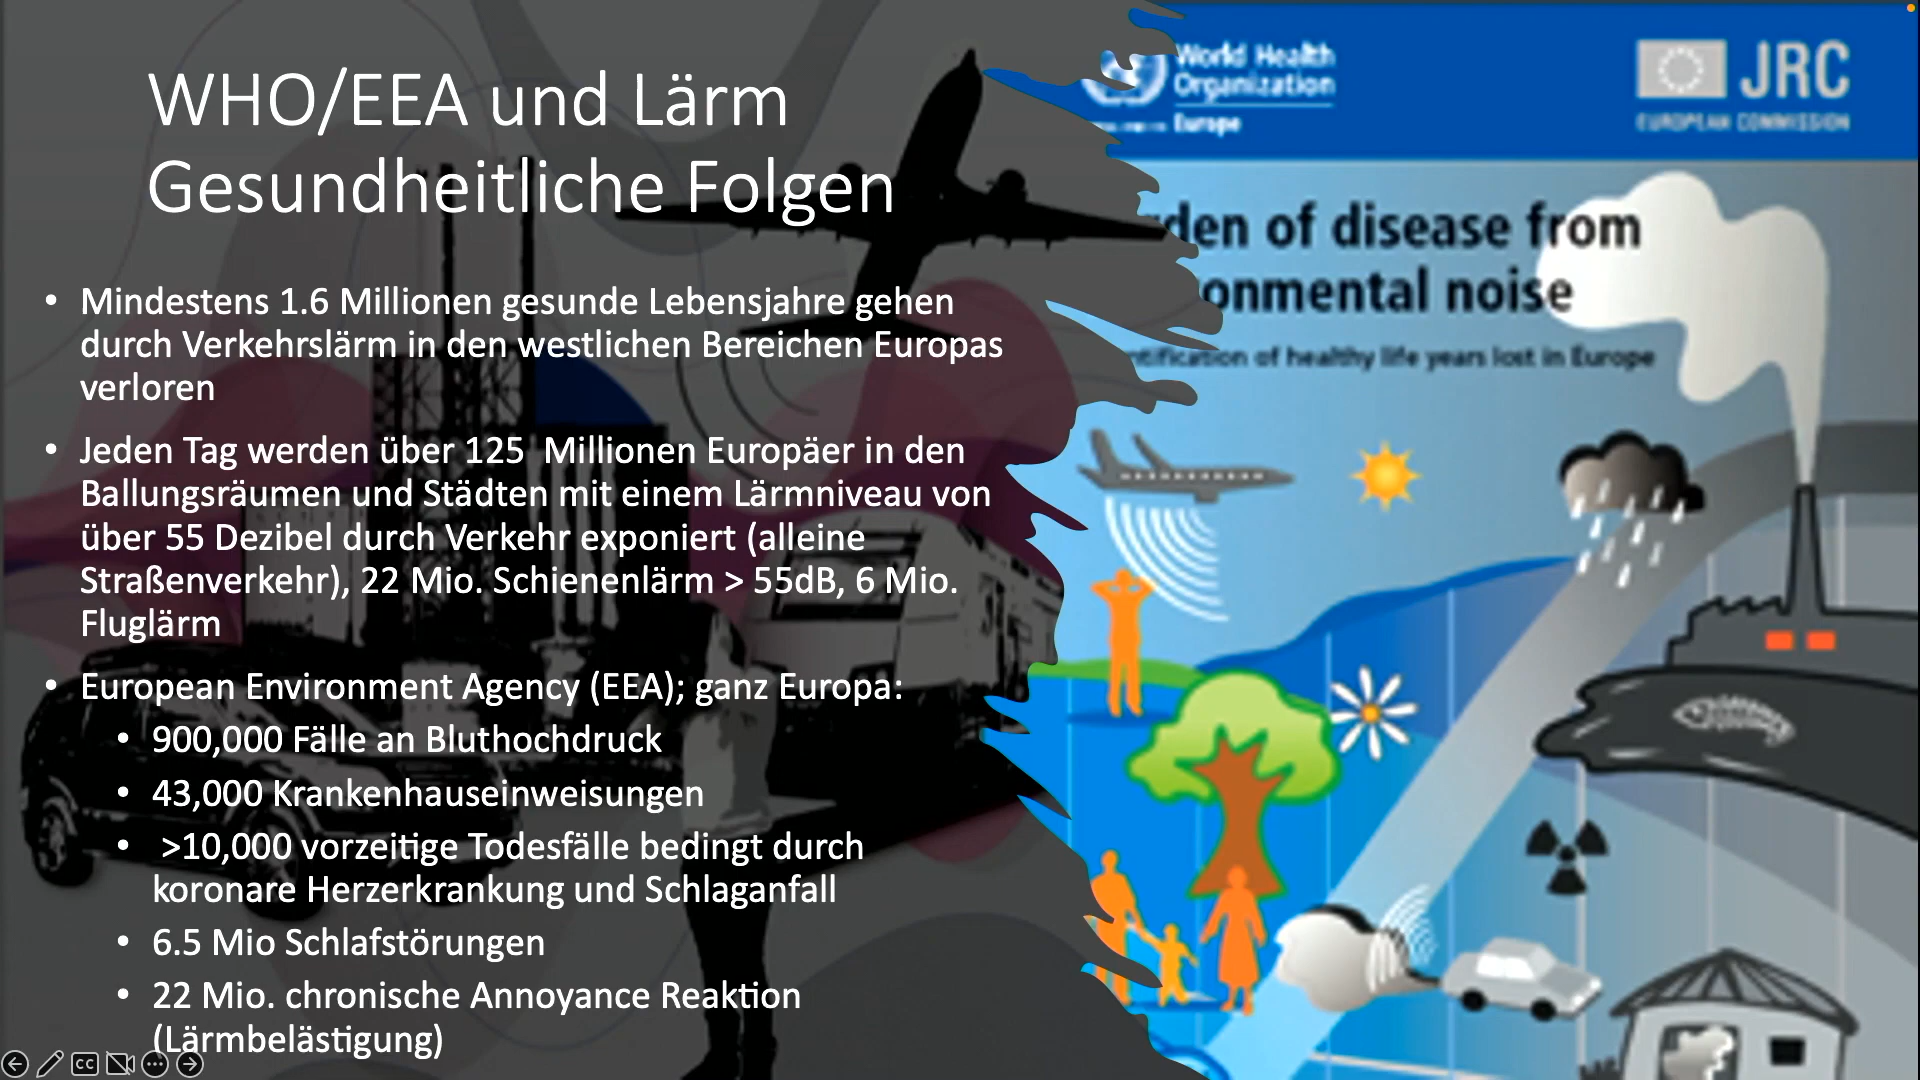 WHO/EEA und Lärm
Gesundheitliche Folgen
• Mindestens 1.6 Millionen gesunde Lebensjahre gehen
durch Verkehrslärm in den westlichen Bereichen Europas
verloren
• Jeden Tag werden über 125 Millionen Europäer in den
Ballungsräumen und Städten mit einem Lärmniveau von
über 55 Dezibel durch Verkehr exponiert (alleine
Straßenverkehr), 22 Mio. Schienenlärm > 55dB, 6 Mio.
Fluglärm
• European Environment Agency (EEA); ganz Europa:
• 900,000 Fälle an Bluthochdruck
• 43,000 Krankenhauseinweisungen
• >10,000 vorzeitige Todesfälle bedingt durch
koronare Herzerkrankung und Schlaganfall
• 6.5 Mio Schlafstörungen
• 22 Mio. chronische Annoyance Reaktion
(Lärmbelästigung)
CC
World Health
Organization
Europe
JRC
EUROPEAN COMMISSION
den of disease from
onmental noise
of healthy life years lost in Europe